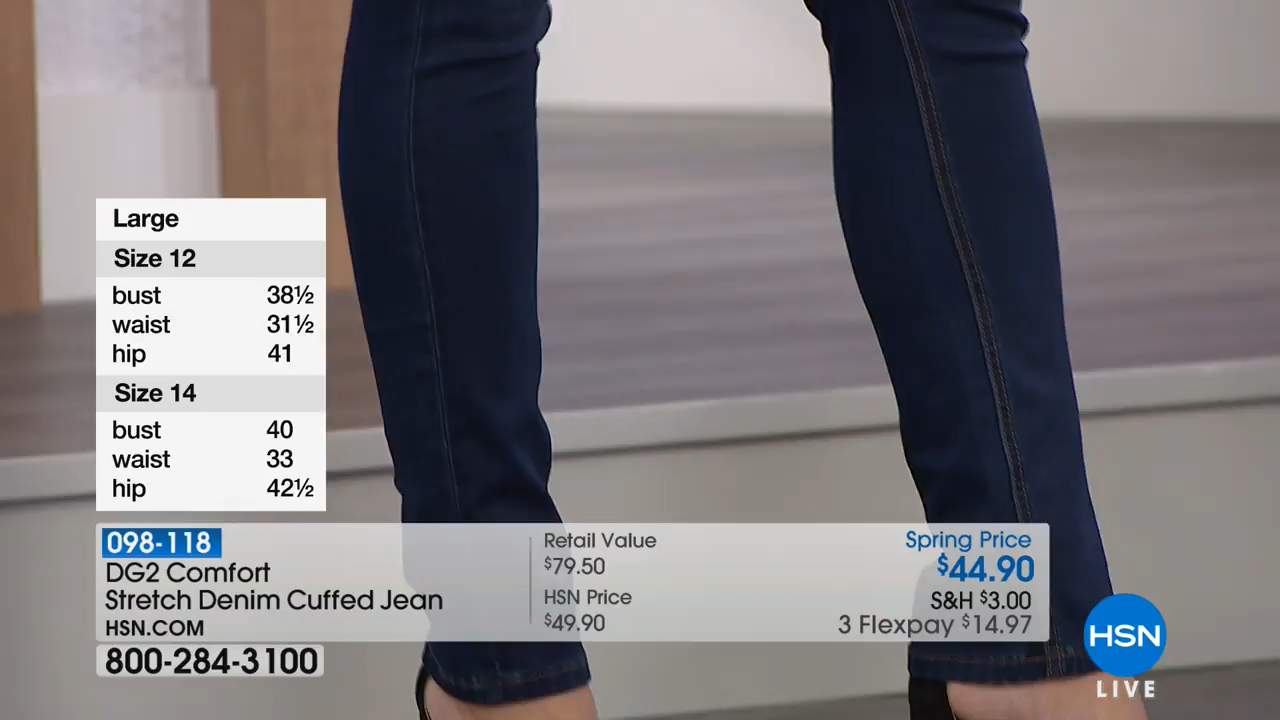 Large
Size 12
bust 38½
waist 31½
hip 41
Size 14
bust 40
waist 33
hip 42½
098-118
DG2 Comfort
Stretch Denim Cuffed Jean
HSN.COM
800-284-3100
Retail Value
$79.50
HSN Price
$49.90
Spring Price
$44.90
S&H $3.00
3 Flexpay $14.97
HSN
LIVE